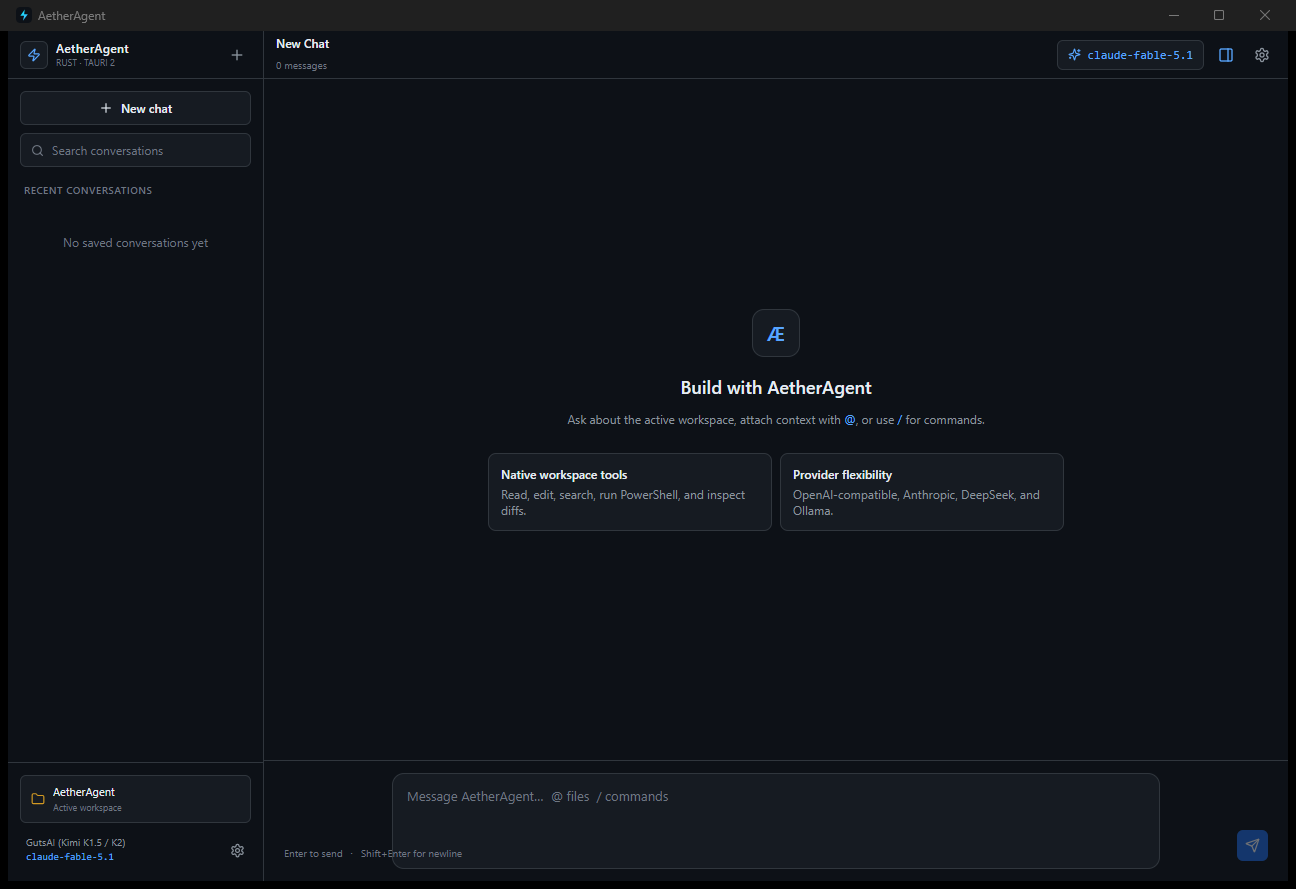 AetherAgent
AetherAgent
RUST · TAURI 2
New chat
Search conversations
RECENT CONVERSATIONS
No saved conversations yet
AetherAgent
Active workspace
GutsAI (Kimi K1.5 / K2)
claude-fable-5.1
New Chat
0 messages
claude-fable-5.1
Æ
Build with AetherAgent
Ask about the active workspace, attach context with @, or use / for commands.
Native workspace tools
Read, edit, search, run PowerShell, and inspect
diffs.
Provider flexibility
OpenAI-compatible, Anthropic, DeepSeek, and
Ollama.
Message AetherAgent... @ files / commands
Enter to send · Shift+Enter for newline